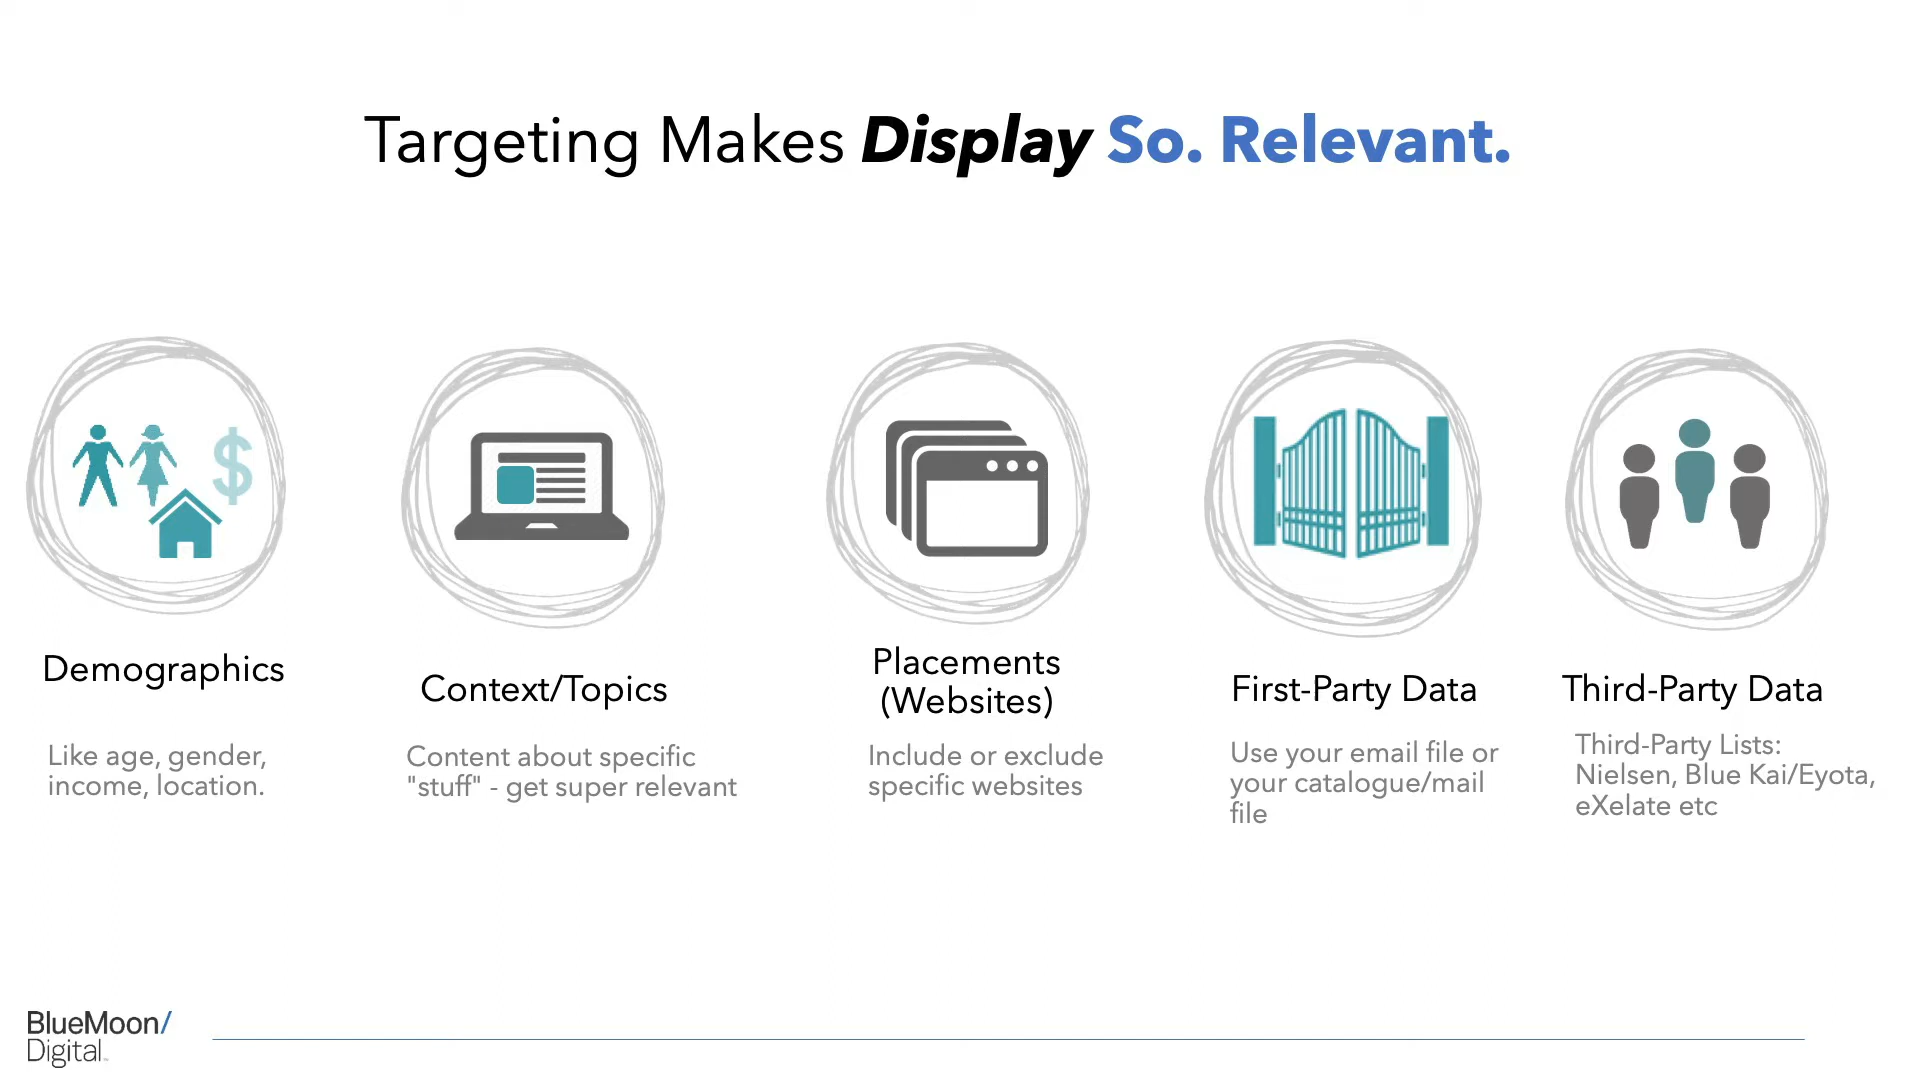 Targeting Makes Display So. Relevant.
Demographics
Like age, gender,
income, location.
Context/Topics
Content about specific
"stuff" - get super relevant
Placements
(Websites)
Include or exclude
specific websites
First-Party Data
Use your email file or
your catalogue/mail
file
Third-Party Data
Third-Party Lists:
Nielsen, Blue Kai/Eyota,
eXelate etc
$
BlueMoon/
Digital